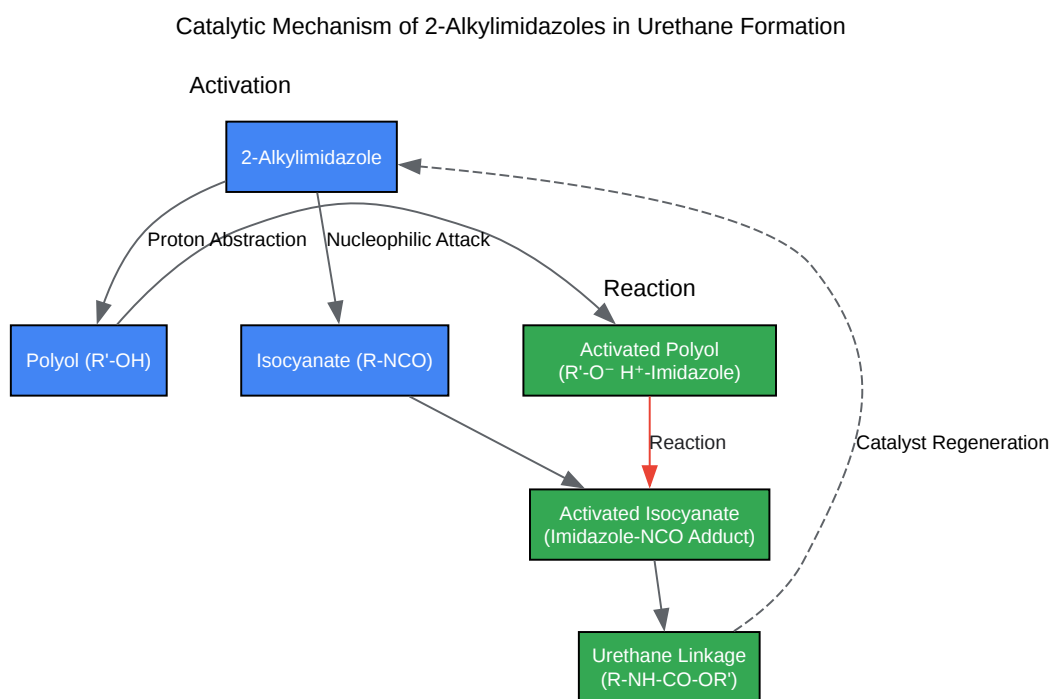 Catalytic Mechanism of 2-Alkylimidazoles in Urethane Formation
Activation
2-Alkylimidazole
Proton Abstraction
Nucleophilic Attack
Reaction
Polyol (R'-OH)
Isocyanate (R-NCO)
Activated Polyol
(R'-O⁻ H⁺-Imidazole)
Reaction
Catalyst Regeneration
Activated Isocyanate
(Imidazole-NCO Adduct)
Urethane Linkage
(R-NH-CO-OR')